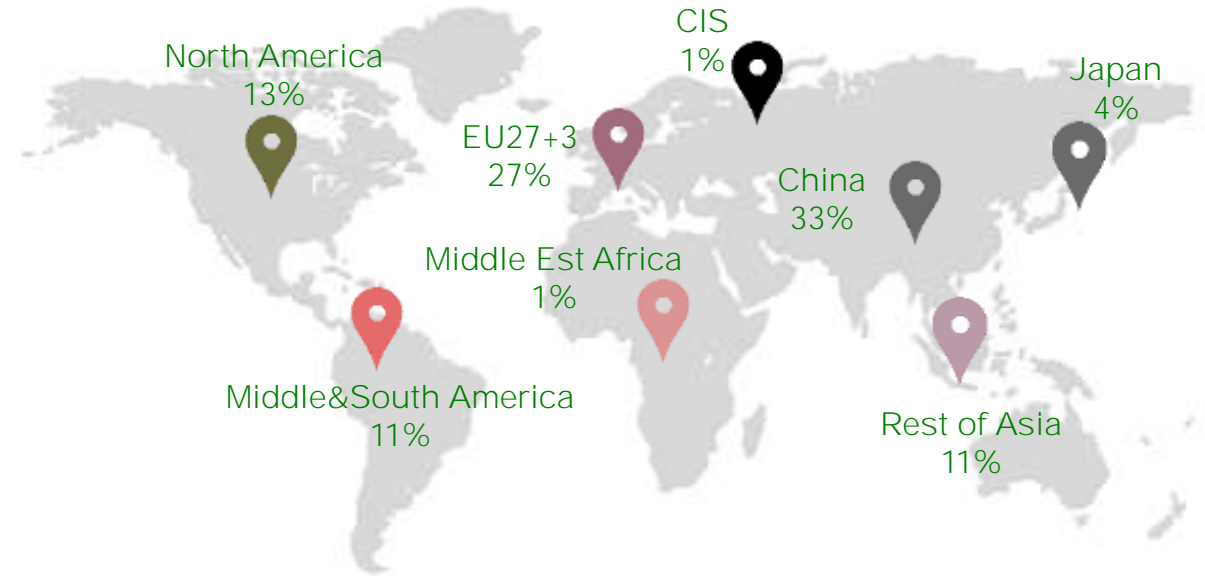 CIS
1%
North America
13%
Japan
4%
EU27+3
27%
China
33%
Middle Est Africa
1%
Middle&South America
11%
Rest of Asia
11%